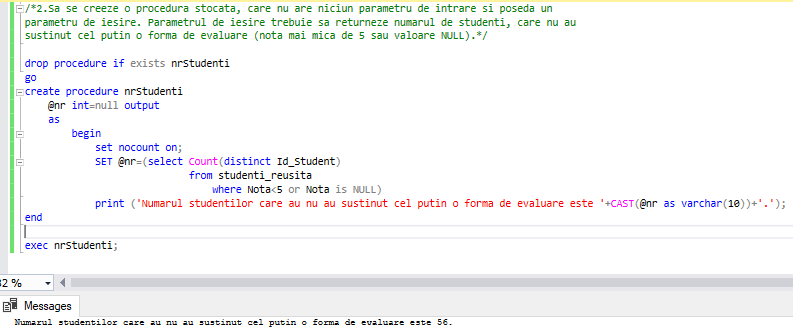 /*2.Sa se creeze o procedura stocata, care nu are niciun parametru de intrare si poseda un
parametru de iesire. Parametrul de iesire trebuie sa returneze numarul de studenti, care nu au
sustinut cel putin o forma de evaluare (nota mai mica de 5 sau valoare NULL).*/
drop procedure if exists nrStudenti
go
create procedure nrStudenti
@nr int=null output
as
begin
set nocount on;
SET @nr=(select Count(distinct Id_Student)
from studenti_reusita
where Nota<5 or Nota is NULL)
print ('Numarul studentilor care au nu au sustinut cel putin o forma de evaluare este '+CAST(@nr as varchar(10))+'.');
end
exec nrStudenti;
32 %
Messages
Numarul studentilor care au nu au sustinut cel putin o forma de evaluare este 56.